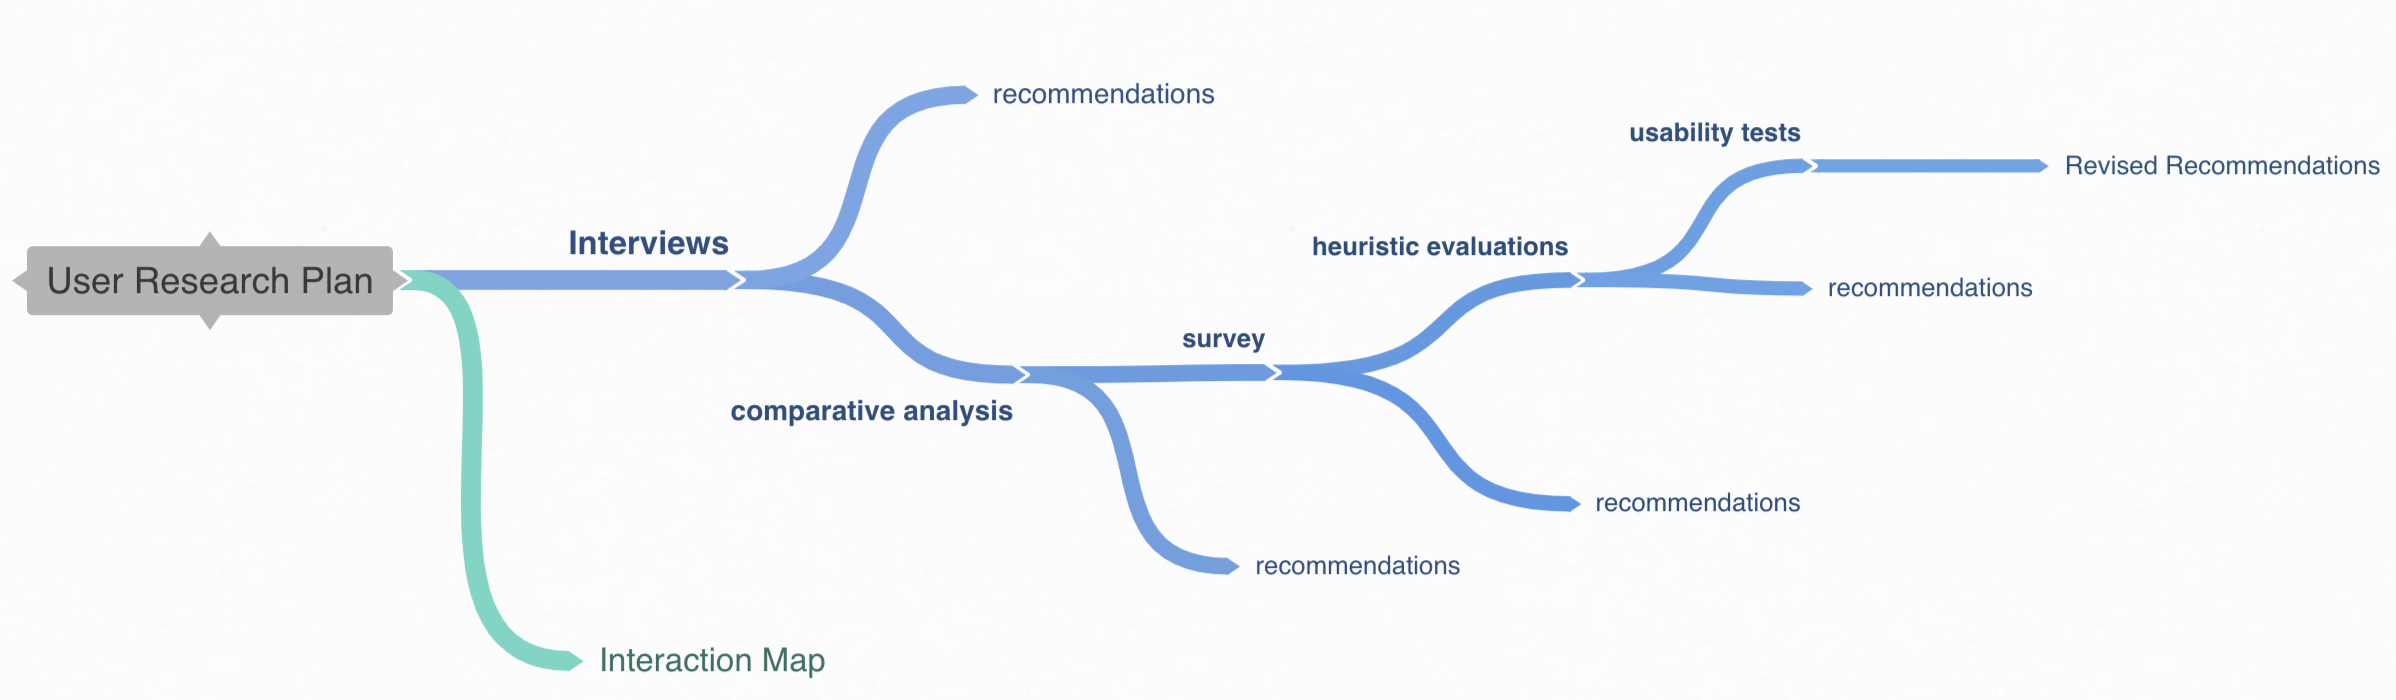 recommendations
usability tests
Revised Recommendations
Interviews
heuristic evaluations
User Research Plan
recommendations
survey
comparative analysis
recommendations
recommendations
Interaction Map